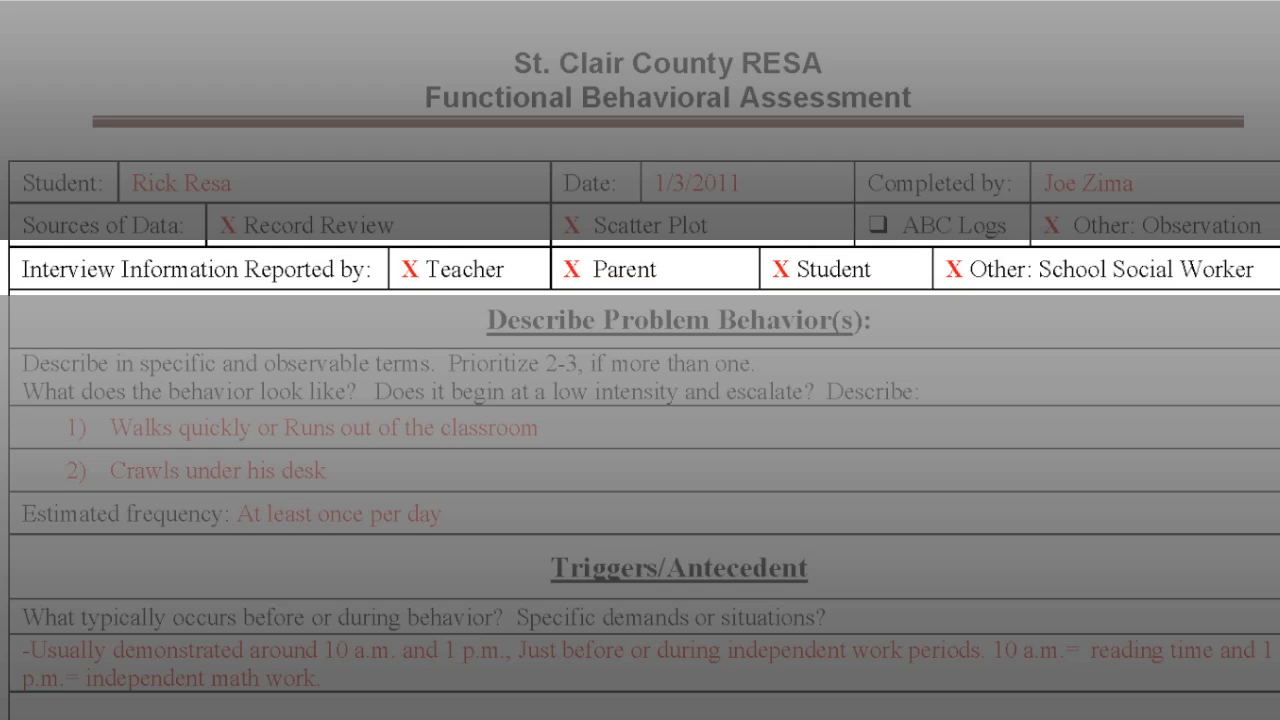 St. Clair County RESA
Functional Behavioral Assessment
Student: Rick Resa Date: 1/3/2011 Completed by: Joe Zima
Sources of Data: X Record Review X Scatter Plot ❑ ABC Logs X Other: Observation
Interview Information Reported by: X Teacher X Parent X Student X Other: School Social Worker
Describe Problem Behavior(s):
Describe in specific and observable terms. Prioritize 2-3, if more than one.
What does the behavior look like? Does it begin at a low intensity and escalate? Describe:
1) Walks quickly or Runs out of the classroom
2) Crawls under his desk
Estimated frequency: At least once per day
Triggers/Antecedent
What typically occurs before or during behavior? Specific demands or situations?
-Usually demonstrated around 10 a.m. and 1 p.m., Just before or during independent work periods. 10 a.m.= reading time and 1
p.m.= independent math work.